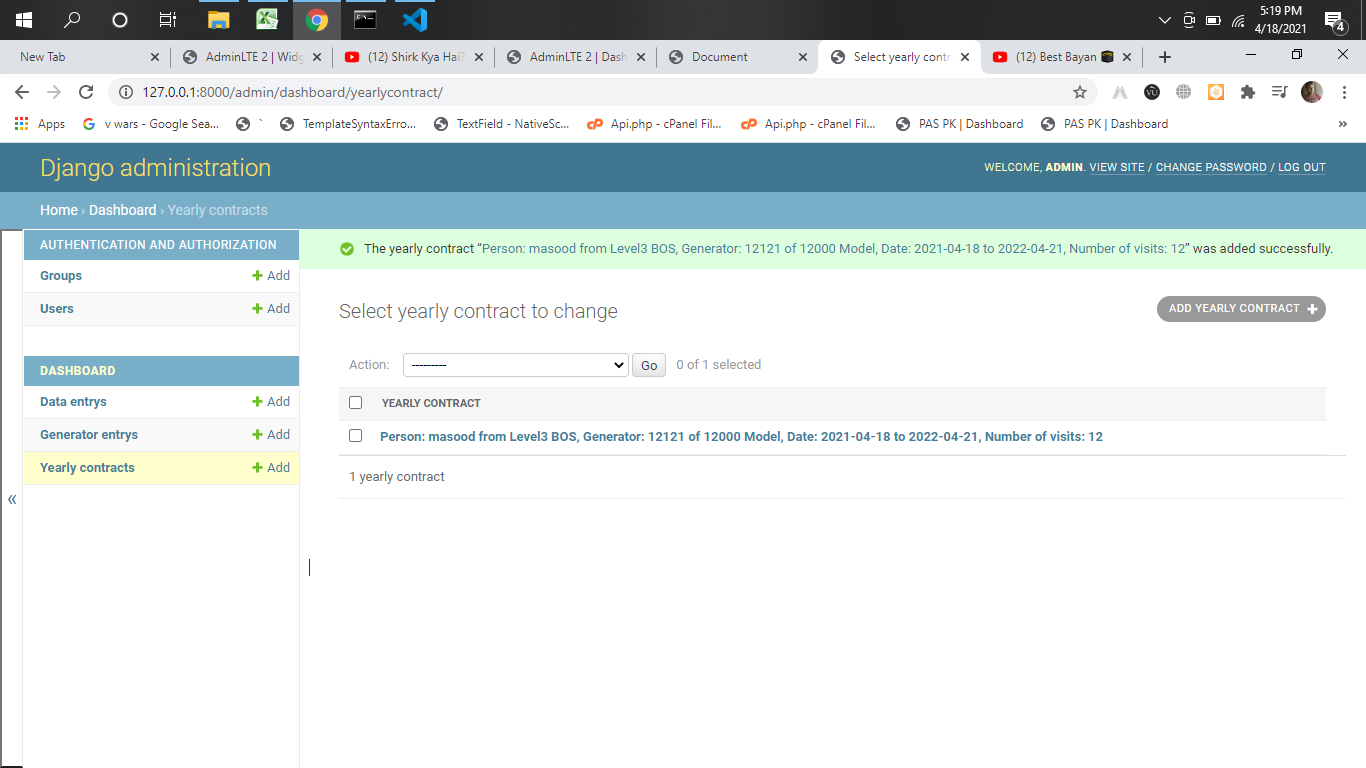 5:19 PM
4/18/2021
4
New Tab
AdminLTE 2 | Widg
(12) Shirk Kya Hai?
AdminLTE 2 | Dash
Document
Select yearly contr
(12) Best Bayan
127.0.0.1:8000/admin/dashboard/yearlycontract/
Apps
v wars - Google Sea...
`
TemplateSyntaxErro...
TextField - NativeSc...
Api.php - cPanel Fil...
Api.php - cPanel Fil...
PAS PK | Dashboard
PAS PK | Dashboard
»
Django administration
WELCOME, ADMIN. VIEW SITE / CHANGE PASSWORD / LOG OUT
Home › Dashboard › Yearly contracts
AUTHENTICATION AND AUTHORIZATION
Groups + Add
Users + Add
DASHBOARD
Data entrys + Add
Generator entrys + Add
Yearly contracts + Add
«
The yearly contract “Person: masood from Level3 BOS, Generator: 12121 of 12000 Model, Date: 2021-04-18 to 2022-04-21, Number of visits: 12” was added successfully.
Select yearly contract to change
ADD YEARLY CONTRACT +
Action: --------- Go 0 of 1 selected
YEARLY CONTRACT
Person: masood from Level3 BOS, Generator: 12121 of 12000 Model, Date: 2021-04-18 to 2022-04-21, Number of visits: 12
1 yearly contract